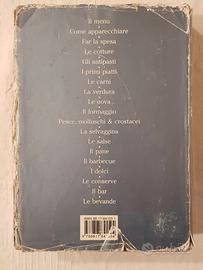 Il menu
Come apparecchiare
Far la spesa
Le cotture
Gli antipasti
I primi piatti
Le carni
La verdura
Le uova
Il formaggio
Pesce, molluschi & crostacei
La selvaggina
Le salse
Il pane
Il barbecue
I dolci
Le conserve
Il bar
Le bevande